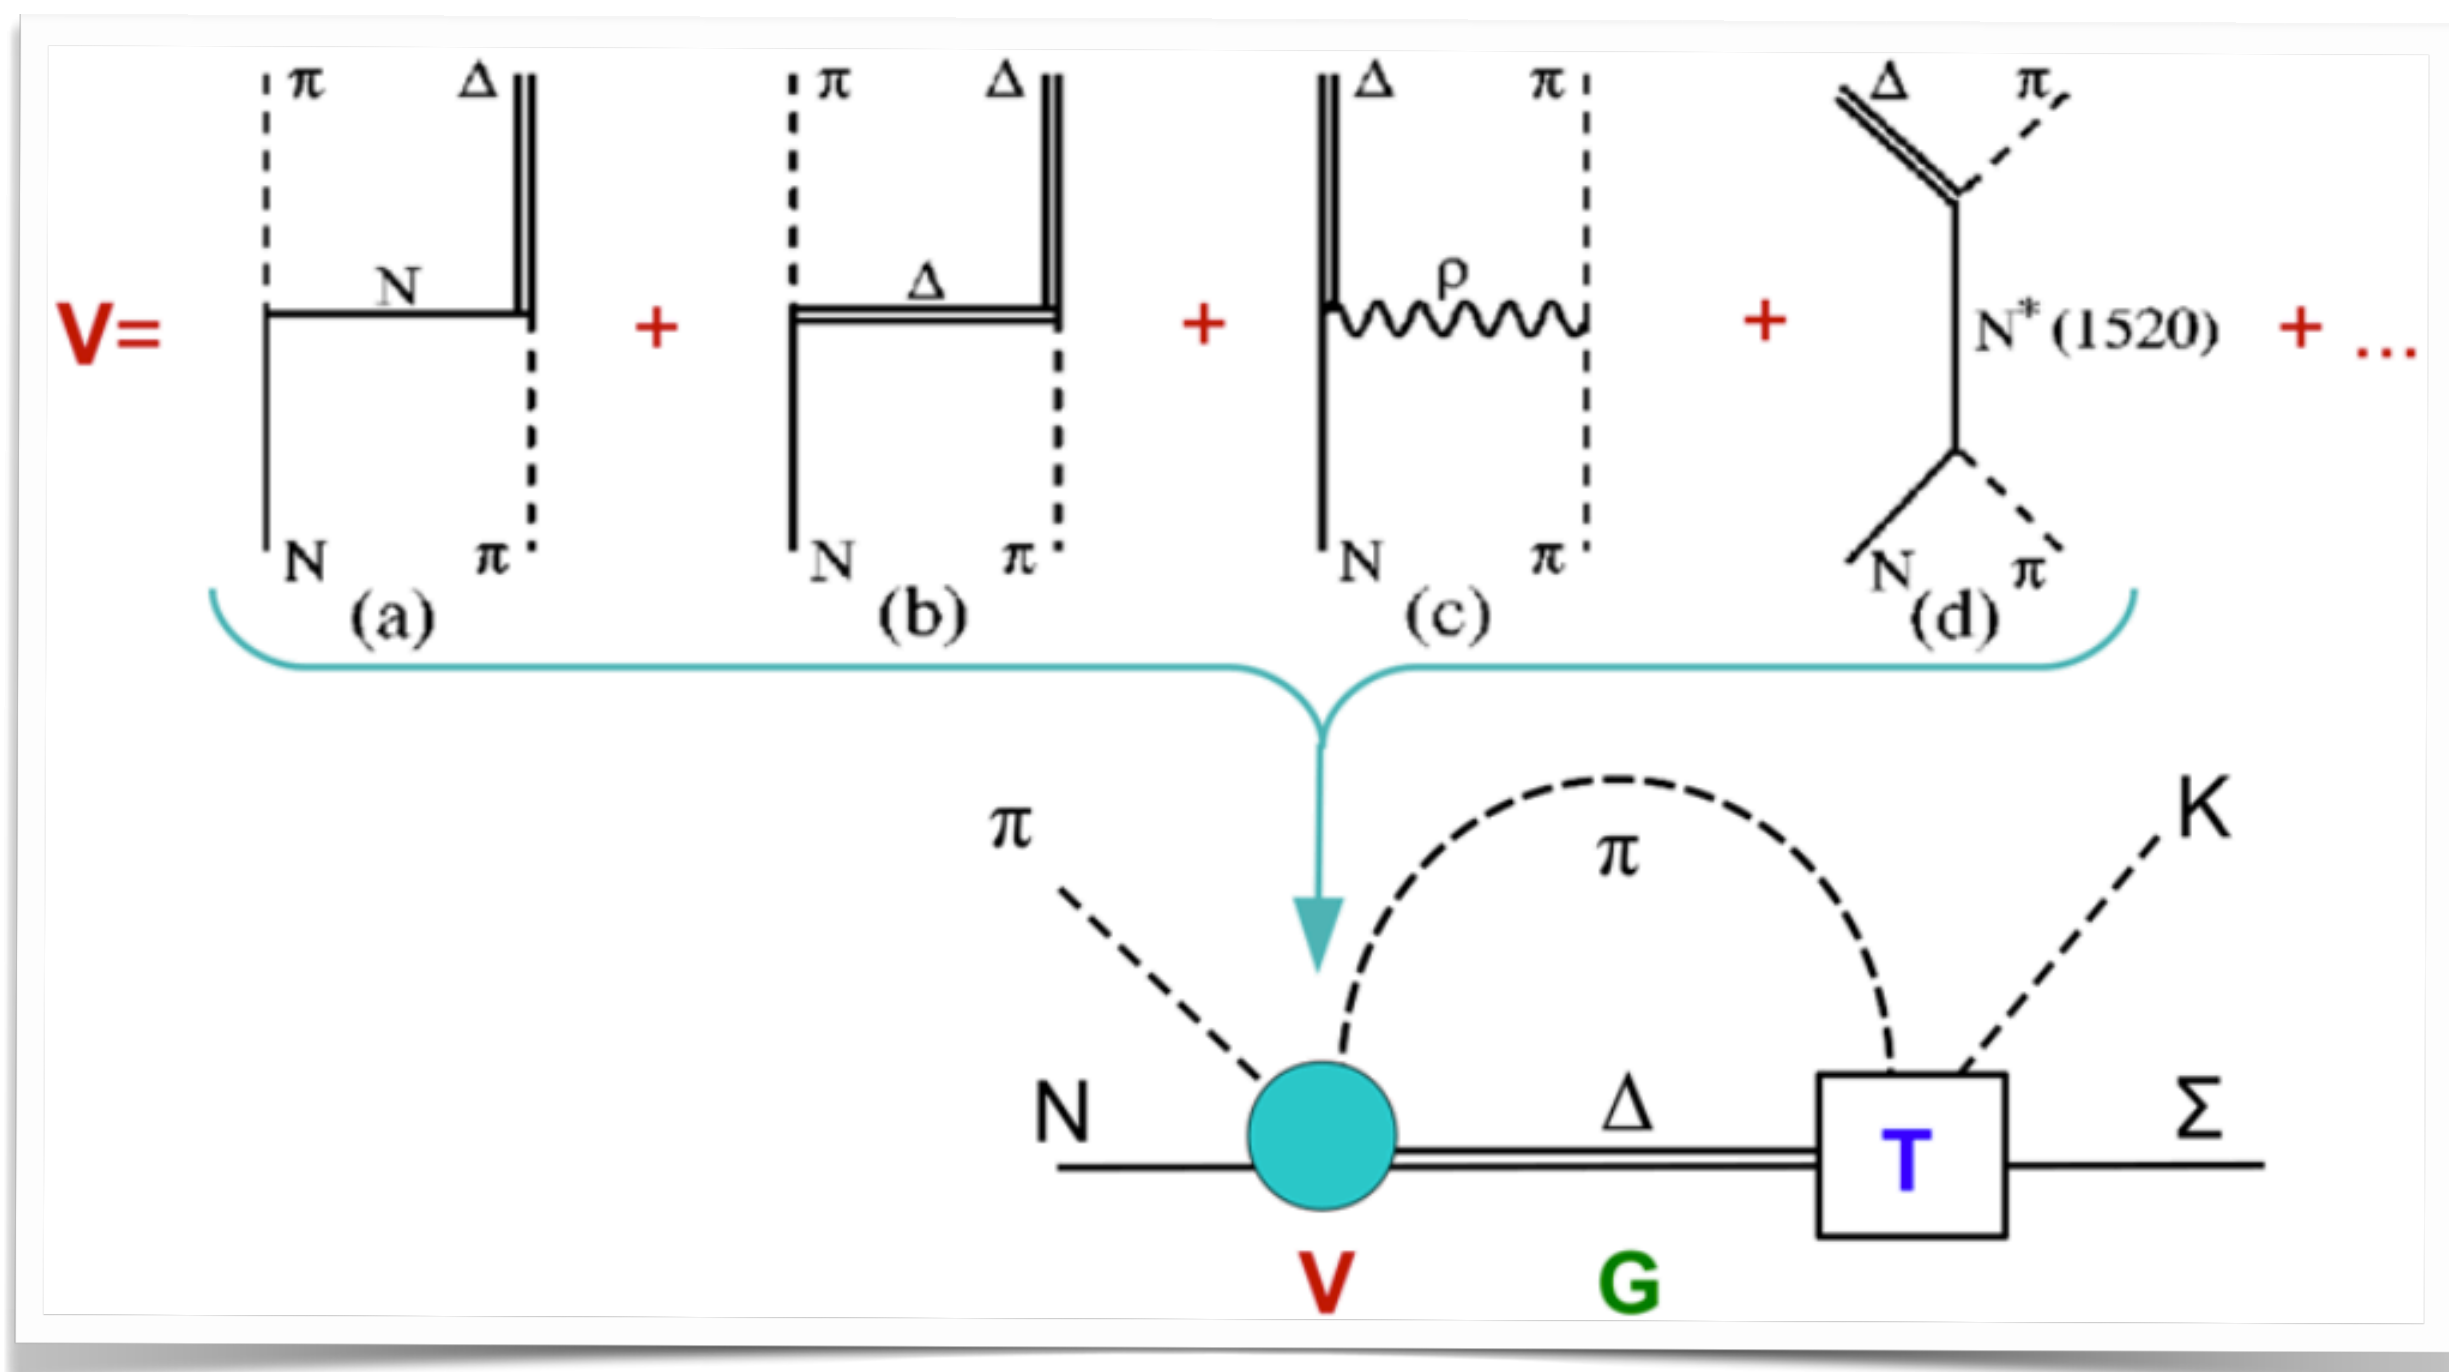 π Δ π Δ Δ π Δ π
V= N + Δ + ρ + N* (1520) + ...
N π N π N π N π
(a) (b) (c) (d)
π π K
N Δ T Σ
V G